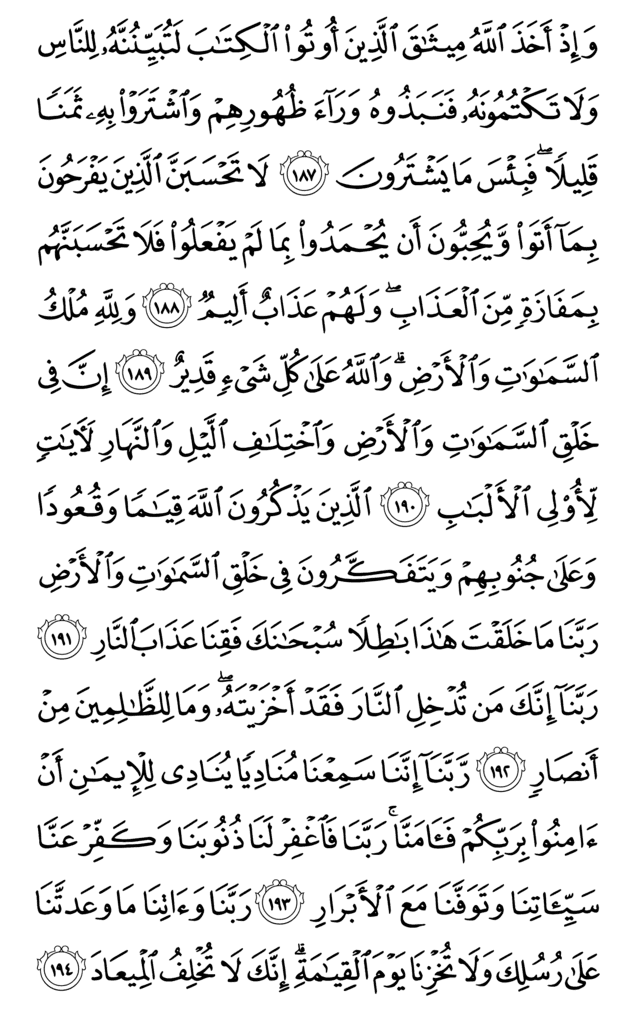 وَإِذْ أَخَذَ ٱللَّهُ مِيثَـٰقَ ٱلَّذِينَ أُوتُوا۟ ٱلْكِتَـٰبَ لَتُبَيِّنُنَّهُۥ لِلنَّاسِ
وَلَا تَكْتُمُونَهُۥ فَنَبَذُوهُ وَرَآءَ ظُهُورِهِمْ وَٱشْتَرَوْا۟ بِهِۦ ثَمَنًا
قَلِيلًا ۖ فَبِئْسَ مَا يَشْتَرُونَ ١٨٧ لَا تَحْسَبَنَّ ٱلَّذِينَ يَفْرَحُونَ
بِمَآ أَتَوا۟ وَّيُحِبُّونَ أَن يُحْمَدُوا۟ بِمَا لَمْ يَفْعَلُوا۟ فَلَا تَحْسَبَنَّهُم
بِمَفَازَةٍ مِّنَ ٱلْعَذَابِ ۖ وَلَهُمْ عَذَابٌ أَلِيمٌ ١٨٨ وَلِلَّهِ مُلْكُ
ٱلسَّمَـٰوَٰتِ وَٱلْأَرْضِ ۗ وَٱللَّهُ عَلَىٰ كُلِّ شَىْءٍ قَدِيرٌ ١٨٩ إِنَّ فِى
خَلْقِ ٱلسَّمَـٰوَٰتِ وَٱلْأَرْضِ وَٱخْتِلَـٰفِ ٱلَّيْلِ وَٱلنَّهَارِ لَـَٔايَـٰتٍ
لِّأُو۟لِى ٱلْأَلْبَـٰبِ ١٩٠ ٱلَّذِينَ يَذْكُرُونَ ٱللَّهَ قِيَـٰمًا وَقُعُودًا
وَعَلَىٰ جُنُوبِهِمْ وَيَتَفَكَّرُونَ فِى خَلْقِ ٱلسَّمَـٰوَٰتِ وَٱلْأَرْضِ
رَبَّنَا مَا خَلَقْتَ هَـٰذَا بَـٰطِلًا سُبْحَـٰنَكَ فَقِنَا عَذَابَ ٱلنَّارِ ١٩١
رَبَّنَآ إِنَّكَ مَن تُدْخِلِ ٱلنَّارَ فَقَدْ أَخْزَيْتَهُۥ ۖ وَمَا لِلظَّـٰلِمِينَ مِنْ
أَنصَارٍ ١٩٢ رَّبَّنَآ إِنَّنَا سَمِعْنَا مُنَادِيًا يُنَادِى لِلْإِيمَـٰنِ أَنْ
ءَامِنُوا۟ بِرَبِّكُمْ فَـَٔامَنَّا ۚ رَبَّنَا فَٱغْفِرْ لَنَا ذُنُوبَنَا وَكَفِّرْ عَنَّا
سَيِّـَٔاتِنَا وَتَوَفَّنَا مَعَ ٱلْأَبْرَارِ ١٩٣ رَبَّنَا وَءَاتِنَا مَا وَعَدتَّنَا
عَلَىٰ رُسُلِكَ وَلَا تُخْزِنَا يَوْمَ ٱلْقِيَـٰمَةِ ۗ إِنَّكَ لَا تُخْلِفُ ٱلْمِيعَادَ ١٩٤